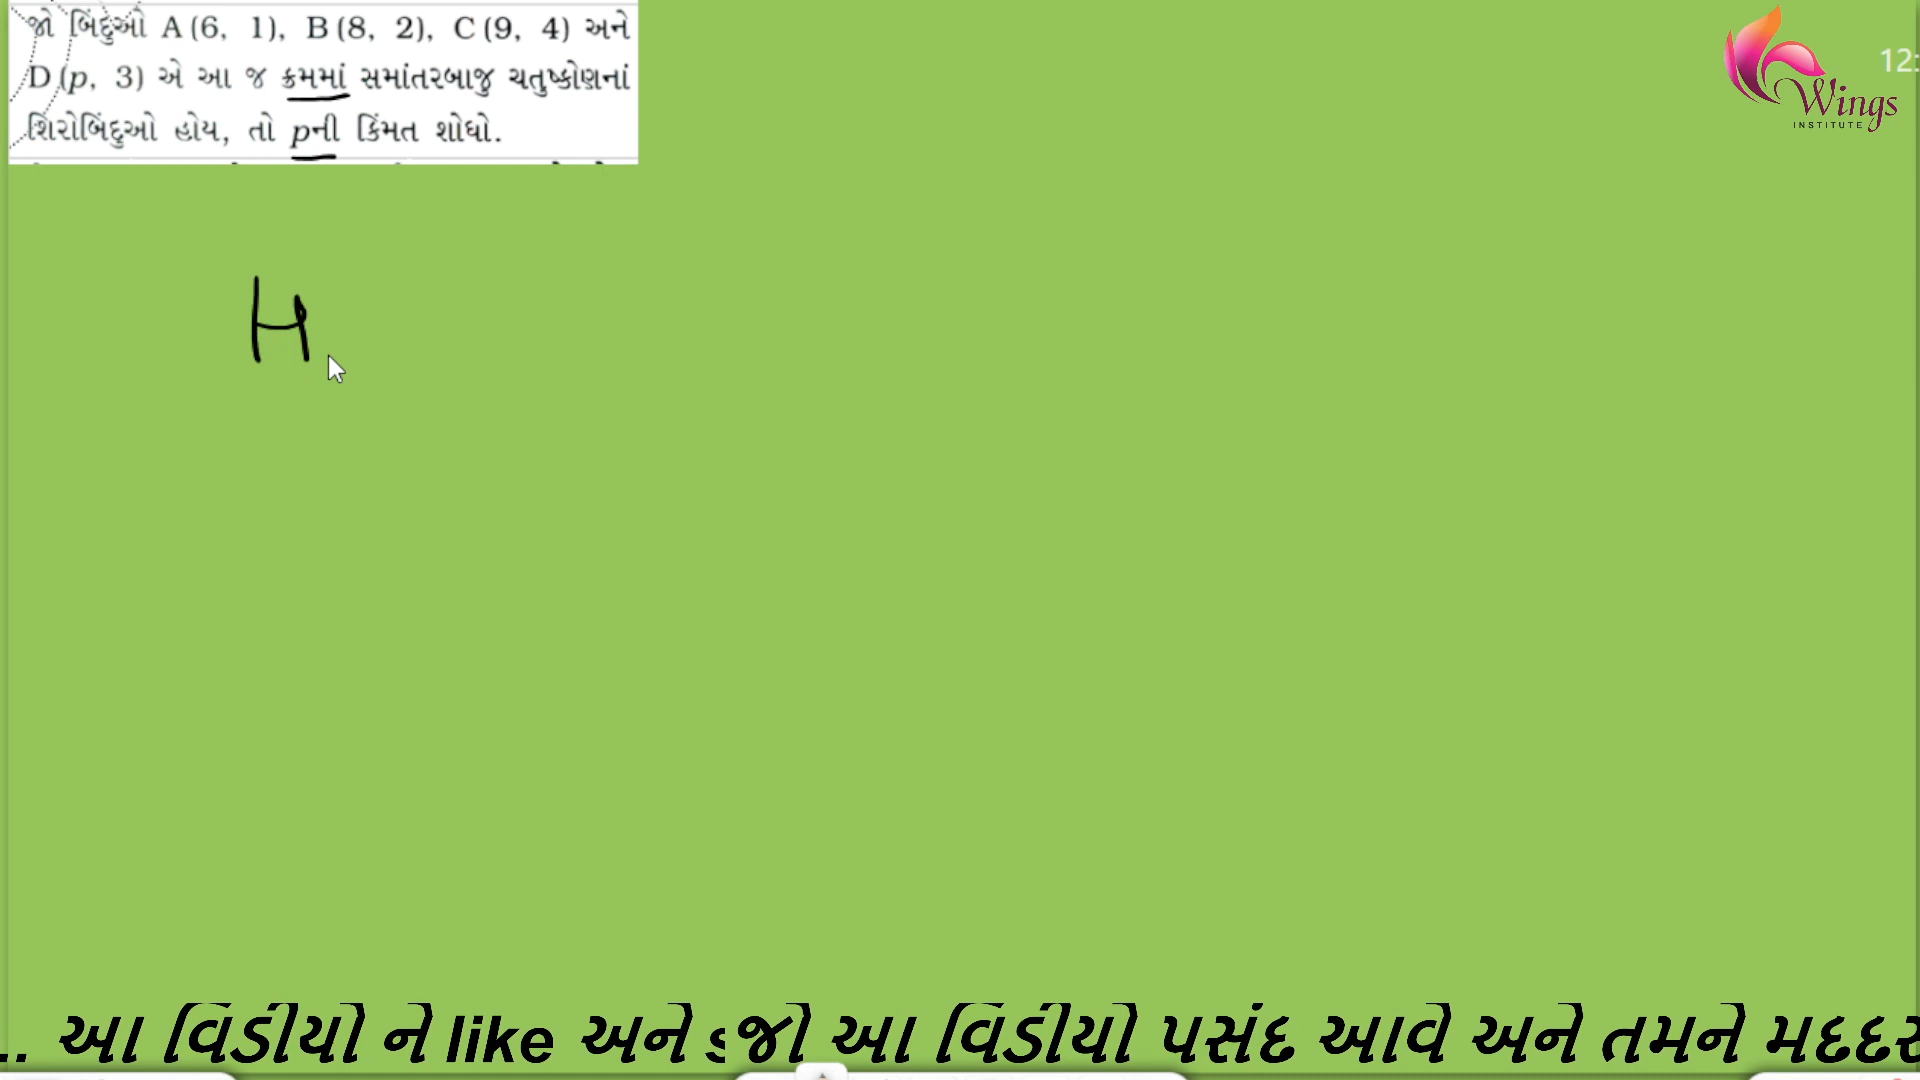 જો બિંદુઓ A (6, 1), B (8, 2), C (9, 4) અને
D (p, 3) એ આ જ ક્રમમાં સમાંતરબાજુ ચતુષ્કોણનાં
શિરોબિંદુઓ હોય, તો pની કિંમત શોધો.
Wings
INSTITUTE
12:
H
.. આ વિડીયો ને like અને s જો આ વિડીયો પસંદ આવે અને તમને